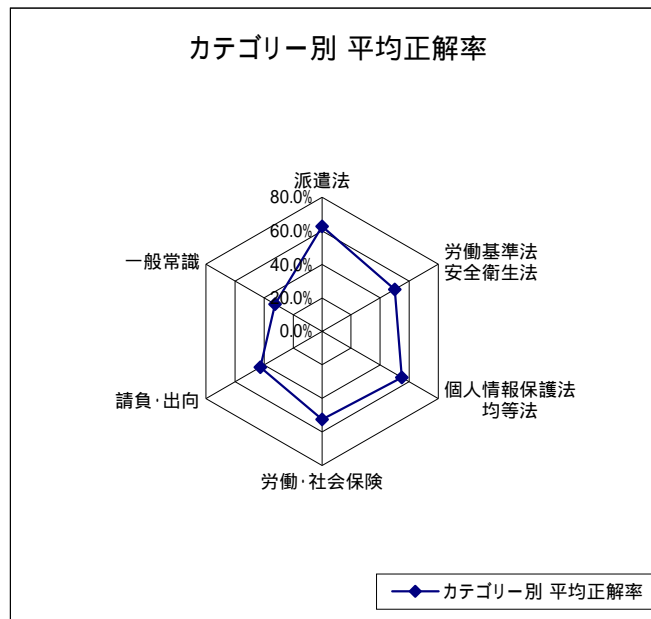 カテゴリー別 平均正解率
派遣法
80.0%
60.0%
40.0%
20.0%
0.0%
労働基準法
安全衛生法
個人情報保護法
均等法
労働･社会保険
請負･出向
一般常識
カテゴリー別 平均正解率